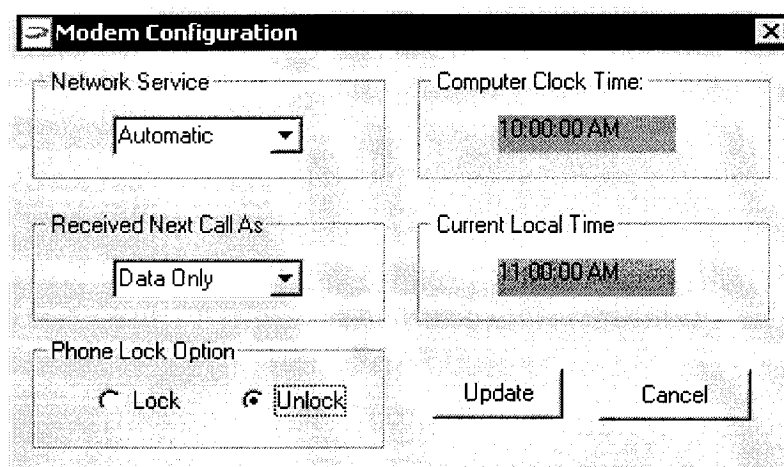 Modem Configuration
Network Service
Automatic
Computer Clock Time:
10:00:00 AM
Received Next Call As
Data Only
Current Local Time
11:00:00 AM
Phone Lock Option
Lock
Unlock
Update
Cancel